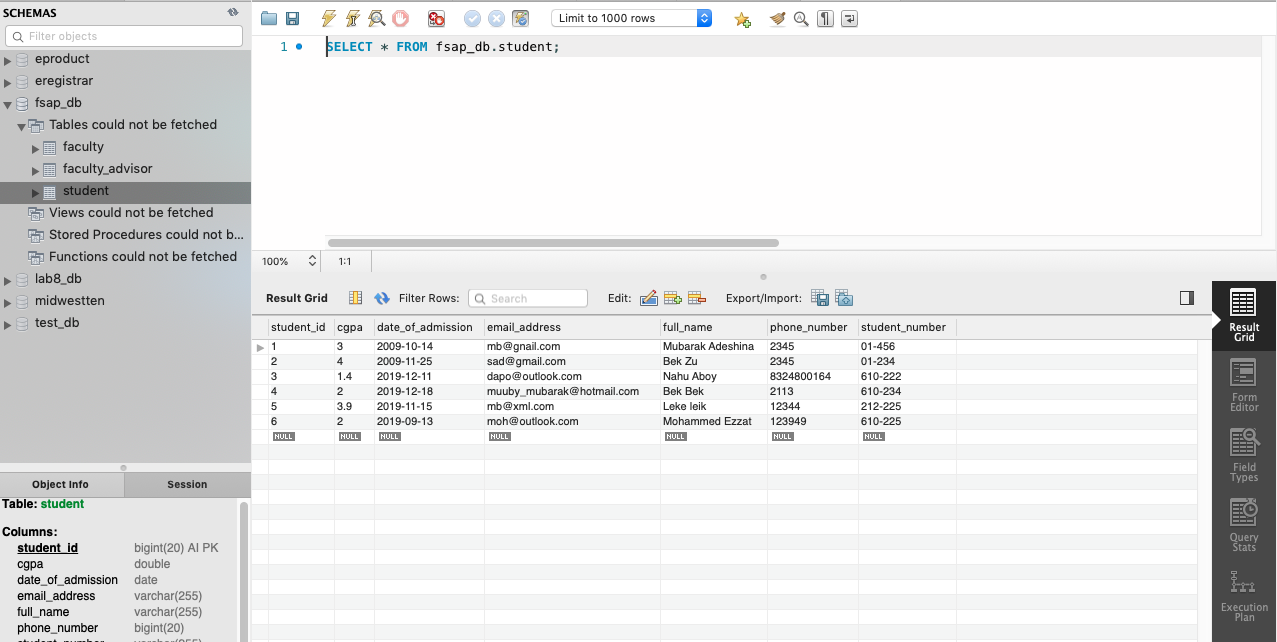 SCHEMAS
Filter objects
eproduct
eregistrar
fsap_db
Tables could not be fetched
faculty
faculty_advisor
student
Views could not be fetched
Stored Procedures could not b...
Functions could not be fetched
lab8_db
midwestten
test_db
Object Info Session
Table: student
Columns:
student_id bigint(20) AI PK
cgpa double
date_of_admission date
email_address varchar(255)
full_name varchar(255)
phone_number bigint(20)
student_number varchar(255)
Limit to 1000 rows
1 SELECT * FROM fsap_db.student;
100% 1:1
Result Grid Filter Rows: Search Edit: Export/Import:
student_id cgpa date_of_admission email_address full_name phone_number student_number
1 3 2009-10-14 mb@gnail.com Mubarak Adeshina 2345 01-456
2 4 2009-11-25 sad@gmail.com Bek Zu 2345 01-234
3 1.4 2019-12-11 dapo@outlook.com Nahu Aboy 8324800164 610-222
4 2 2019-12-18 muuby_mubarak@hotmail.com Bek Bek 2113 610-234
5 3.9 2019-11-15 mb@xml.com Leke leik 12344 212-225
6 2 2019-09-13 moh@outlook.com Mohammed Ezzat 123949 610-225
NULL NULL NULL NULL NULL NULL NULL
Result
Grid
Form
Editor
Field
Types
Query
Stats
Execution
Plan